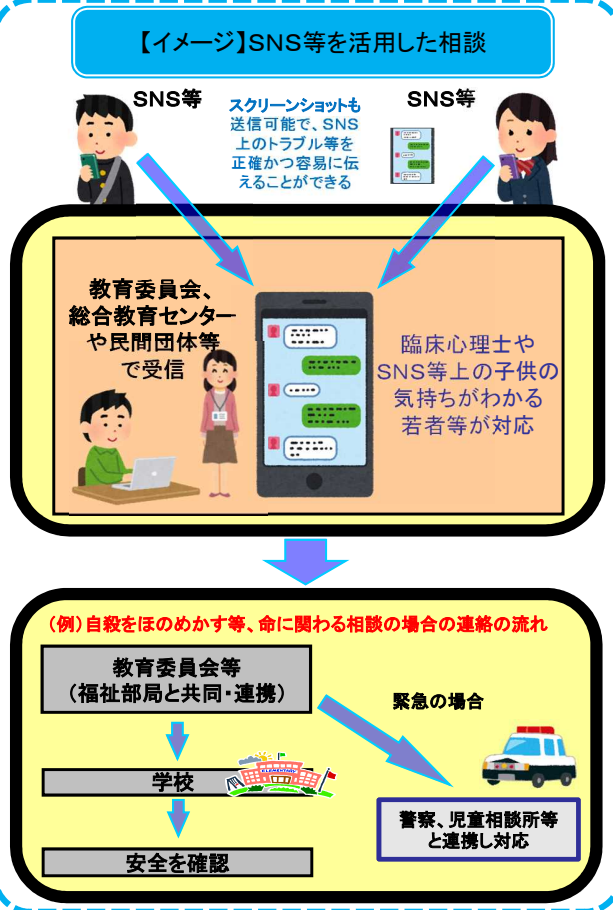 【イメージ】SNS等を活用した相談
SNS等
スクリーンショットも
送信可能で、SNS
上のトラブル等を
正確かつ容易に伝
えることができる
SNS等
教育委員会、
総合教育センター
や民間団体等
で受信
臨床心理士や
SNS等上の子供の
気持ちがわかる
若者等が対応
（例）自殺をほのめかす等、命に関わる相談の場合の連絡の流れ
教育委員会等
（福祉部局と共同・連携）
緊急の場合
ELEMENTARY
学校
警察、児童相談所等
と連携し対応
安全を確認